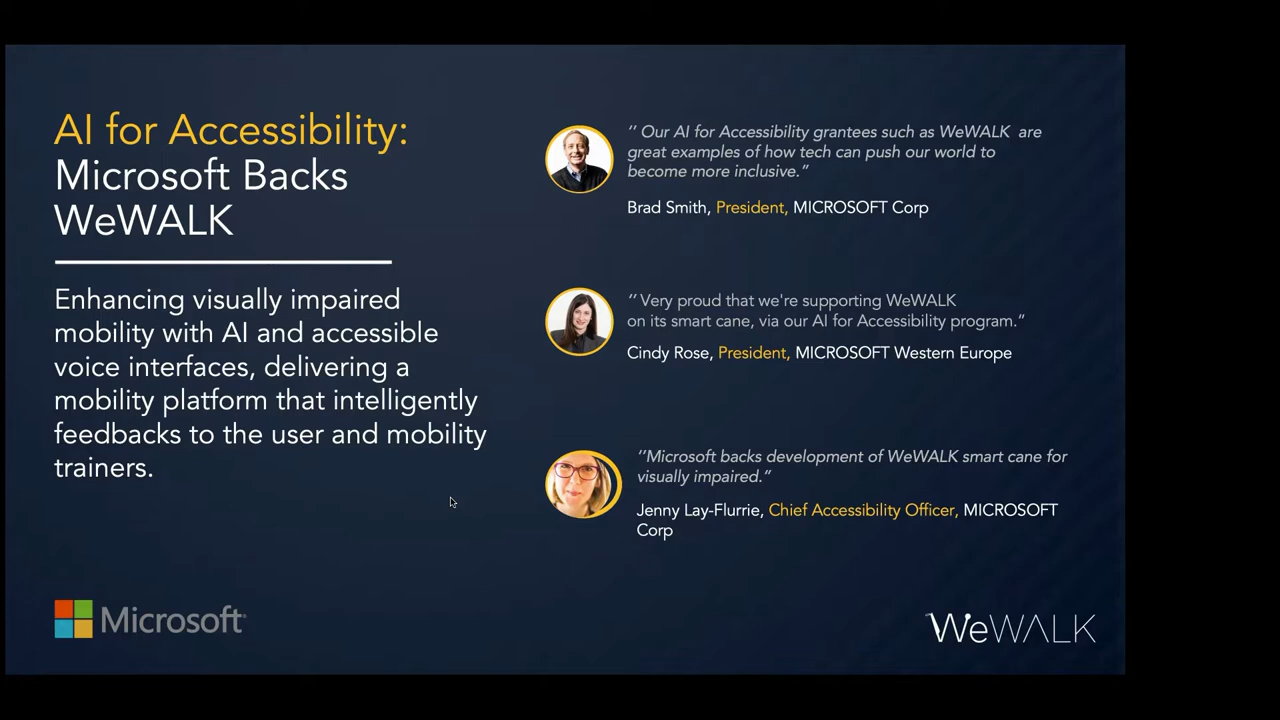 AI for Accessibility:
Microsoft Backs
WeWALK
Enhancing visually impaired
mobility with AI and accessible
voice interfaces, delivering a
mobility platform that intelligently
feedbacks to the user and mobility
trainers.
'' Our AI for Accessibility grantees such as WeWALK are
great examples of how tech can push our world to
become more inclusive.”
Brad Smith, President, MICROSOFT Corp
'' Very proud that we're supporting WeWALK
on its smart cane, via our AI for Accessibility program.”
Cindy Rose, President, MICROSOFT Western Europe
''Microsoft backs development of WeWALK smart cane for
visually impaired.”
Jenny Lay-Flurrie, Chief Accessibility Officer, MICROSOFT
Corp
Microsoft
WeWALK